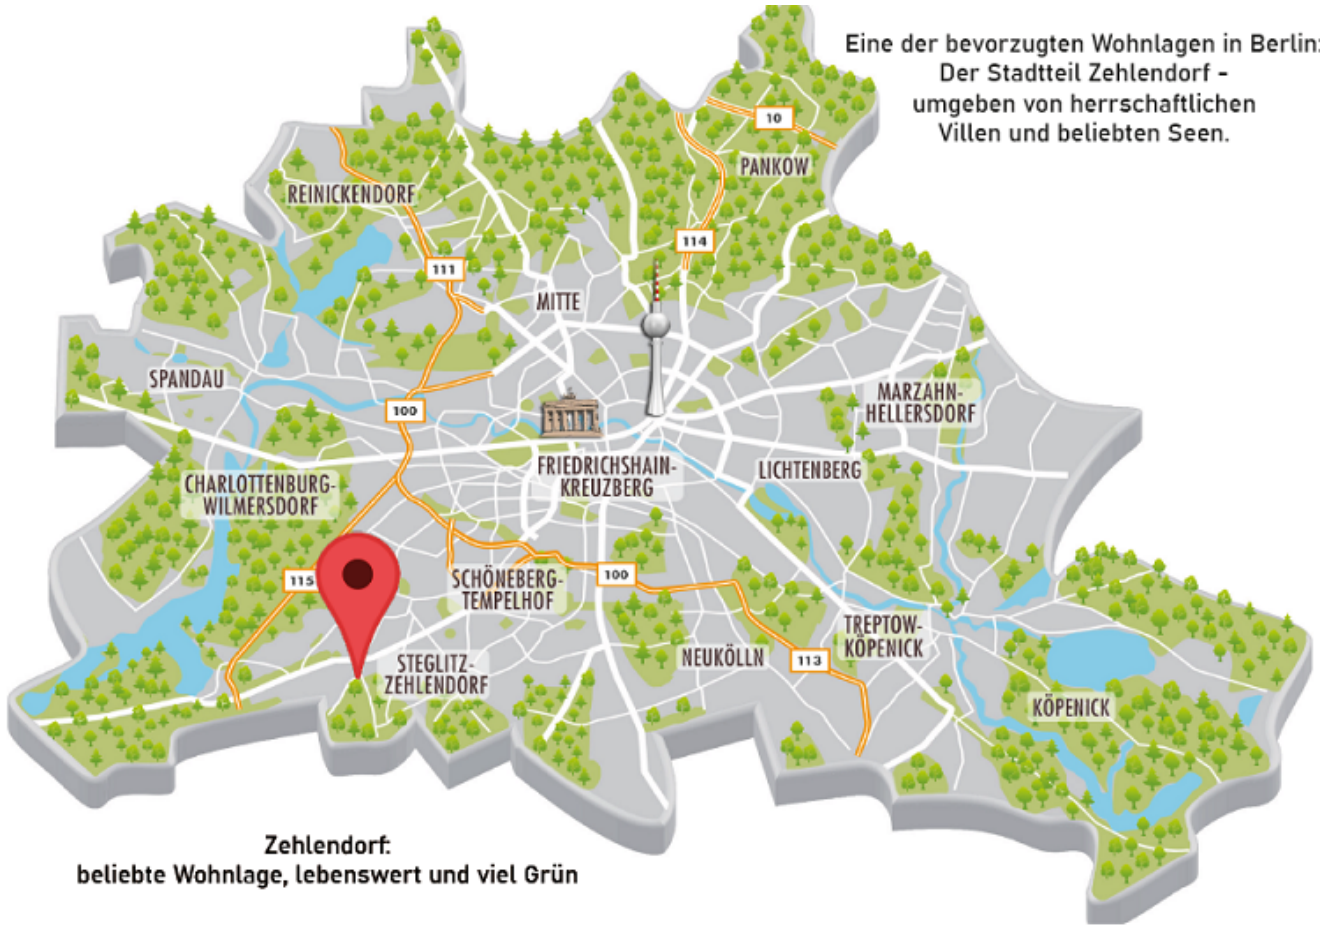 Eine der bevorzugten Wohnlagen in Berlin:
Der Stadtteil Zehlendorf -
umgeben von herrschaftlichen
Villen und beliebten Seen.
10
PANKOW
REINICKENDORF
114
111
MITTE
SPANDAU
MARZAHN-
HELLERSDORF
100
FRIEDRICHSHAIN-
KREUZBERG
LICHTENBERG
CHARLOTTENBURG-
WILMERSDORF
115
SCHÖNEBERG-
TEMPELHOF
100
TREPTOW-
KÖPENICK
NEUKÖLLN
113
STEGLITZ-
ZEHLENDORF
KÖPENICK
Zehlendorf:
beliebte Wohnlage, lebenswert und viel Grün